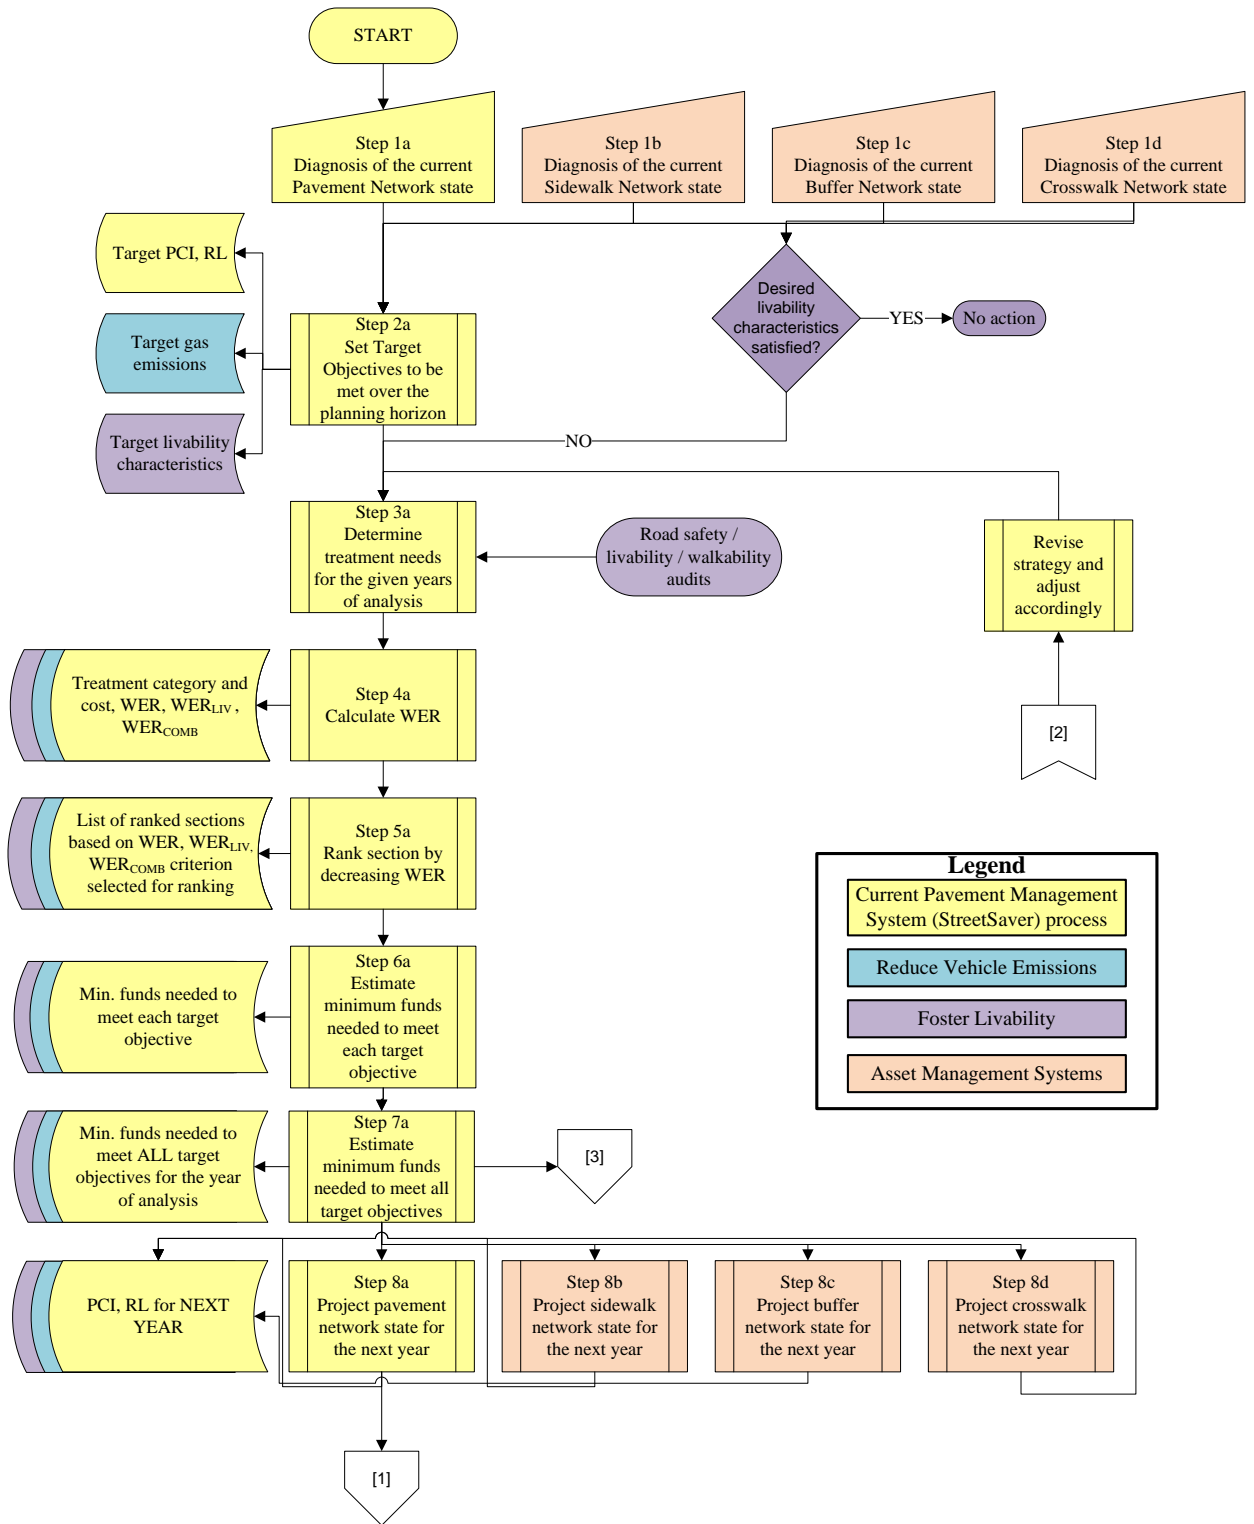 START
Step 1a
Diagnosis of the current
Pavement Network state
Step 1b
Diagnosis of the current
Sidewalk Network state
Step 1c
Diagnosis of the current
Buffer Network state
Step 1d
Diagnosis of the current
Crosswalk Network state
Target PCI, RL
Target gas
emissions
Target livability
characteristics
Step 2a
Set Target
Objectives to be
met over the
planning horizon
Desired
livability
characteristics
satisfied?
YES
No action
NO
Step 3a
Determine
treatment needs
for the given years
of analysis
Road safety /
livability / walkability
audits
Revise
strategy and
adjust
accordingly
[2]
Treatment category and
cost, WER, WERLIV ,
WERCOMB
Step 4a
Calculate WER
List of ranked sections
based on WER, WERLIV,
WERCOMB criterion
selected for ranking
Step 5a
Rank section by
decreasing WER
Legend
Current Pavement Management
System (StreetSaver) process
Reduce Vehicle Emissions
Foster Livability
Asset Management Systems
Min. funds needed to
meet each target
objective
Step 6a
Estimate
minimum funds
needed to meet
each target
objective
Min. funds needed to
meet ALL target
objectives for the year
of analysis
Step 7a
Estimate
minimum funds
needed to meet all
target objectives
[3]
PCI, RL for NEXT
YEAR
Step 8a
Project pavement
network state for
the next year
Step 8b
Project sidewalk
network state for
the next year
Step 8c
Project buffer
network state for
the next year
Step 8d
Project crosswalk
network state for
the next year
[1]